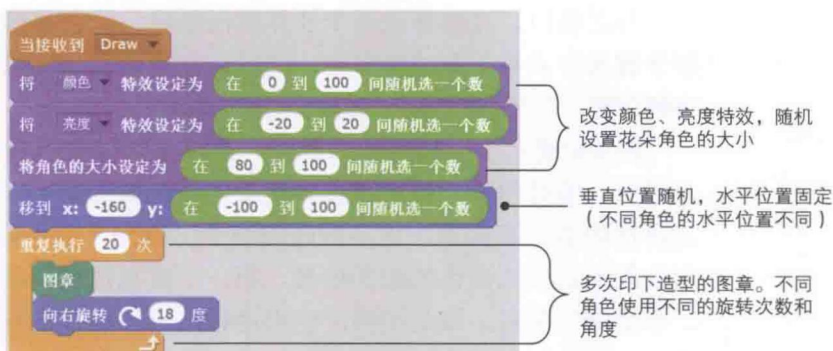 当接收到 Draw
将 颜色 特效设定为 在 0 到 100 间随机选一个数
将 亮度 特效设定为 在 -20 到 20 间随机选一个数
将角色的大小设定为 在 80 到 100 间随机选一个数
移到 x: -160 y: 在 -100 到 100 间随机选一个数
重复执行 20 次
图章
向右旋转 18 度
改变颜色、亮度特效，随机
设置花朵角色的大小
垂直位置随机，水平位置固定
（不同角色的水平位置不同）
多次印下造型的图章。不同
角色使用不同的旋转次数和
角度